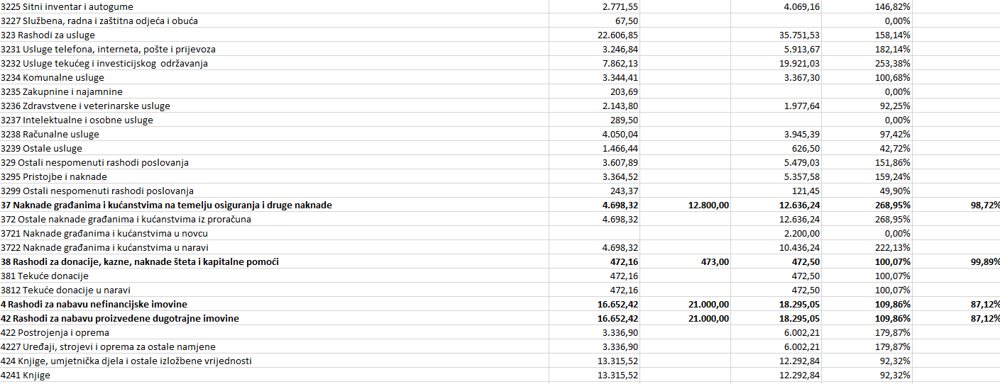 3225 Sitni inventar i autogume 2.771,55 4.069,16 146,82%
3227 Službena, radna i zaštitna odjeća i obuća 67,50 0,00%
323 Rashodi za usluge 22.606,85 35.751,53 158,14%
3231 Usluge telefona, interneta, pošte i prijevoza 3.246,84 5.913,67 182,14%
3232 Usluge tekućeg i investicijskog  održavanja 7.862,13 19.921,03 253,38%
3234 Komunalne usluge 3.344,41 3.367,30 100,68%
3235 Zakupnine i najamnine 203,69 0,00%
3236 Zdravstvene i veterinarske usluge 2.143,80 1.977,64 92,25%
3237 Intelektualne i osobne usluge 289,50 0,00%
3238 Računalne usluge 4.050,04 3.945,39 97,42%
3239 Ostale usluge 1.466,44 626,50 42,72%
329 Ostali nespomenuti rashodi poslovanja 3.607,89 5.479,03 151,86%
3295 Pristojbe i naknade 3.364,52 5.357,58 159,24%
3299 Ostali nespomenuti rashodi poslovanja 243,37 121,45 49,90%
37 Naknade građanima i kućanstvima na temelju osiguranja i druge naknade 4.698,32 12.800,00 12.636,24 268,95% 98,72%
372 Ostale naknade građanima i kućanstvima iz proračuna 4.698,32 12.636,24 268,95%
3721 Naknade građanima i kućanstvima u novcu 2.200,00 0,00%
3722 Naknade građanima i kućanstvima u naravi 4.698,32 10.436,24 222,13%
38 Rashodi za donacije, kazne, naknade šteta i kapitalne pomoći 472,16 473,00 472,50 100,07% 99,89%
381 Tekuće donacije 472,16 472,50 100,07%
3812 Tekuće donacije u naravi 472,16 472,50 100,07%
4 Rashodi za nabavu nefinancijske imovine 16.652,42 21.000,00 18.295,05 109,86% 87,12%
42 Rashodi za nabavu proizvedene dugotrajne imovine 16.652,42 21.000,00 18.295,05 109,86% 87,12%
422 Postrojenja i oprema 3.336,90 6.002,21 179,87%
4227 Uređaji, strojevi i oprema za ostale namjene 3.336,90 6.002,21 179,87%
424 Knjige, umjetnička djela i ostale izložbene vrijednosti 13.315,52 12.292,84 92,32%
4241 Knjige 13.315,52 12.292,84 92,32%